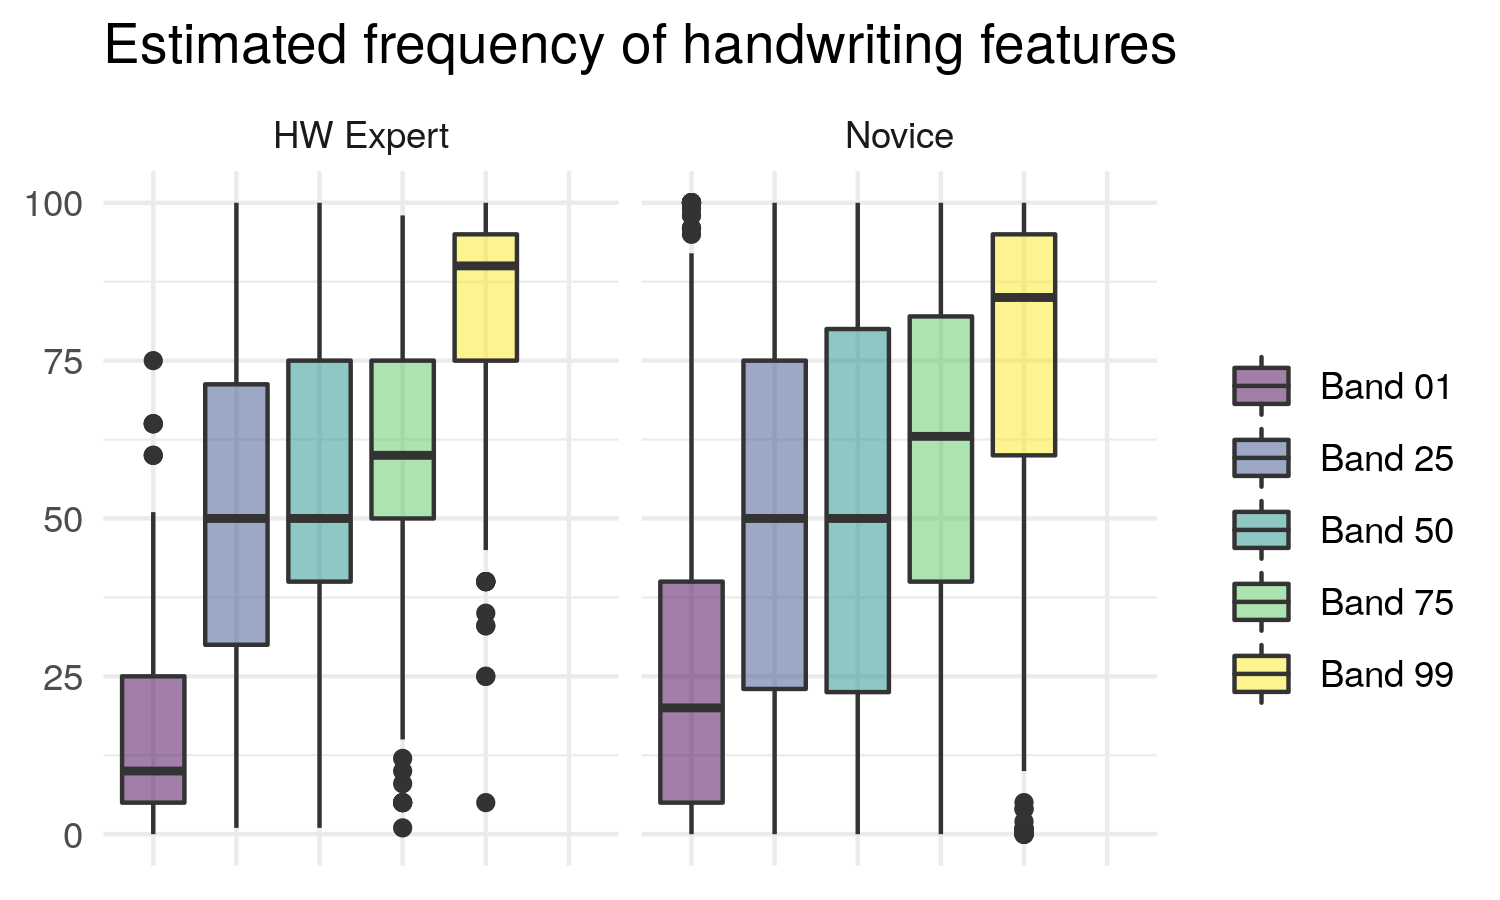 Estimated frequency of handwriting features
HW Expert
Novice
100
75
50
25
0
Band 01
Band 25
Band 50
Band 75
Band 99